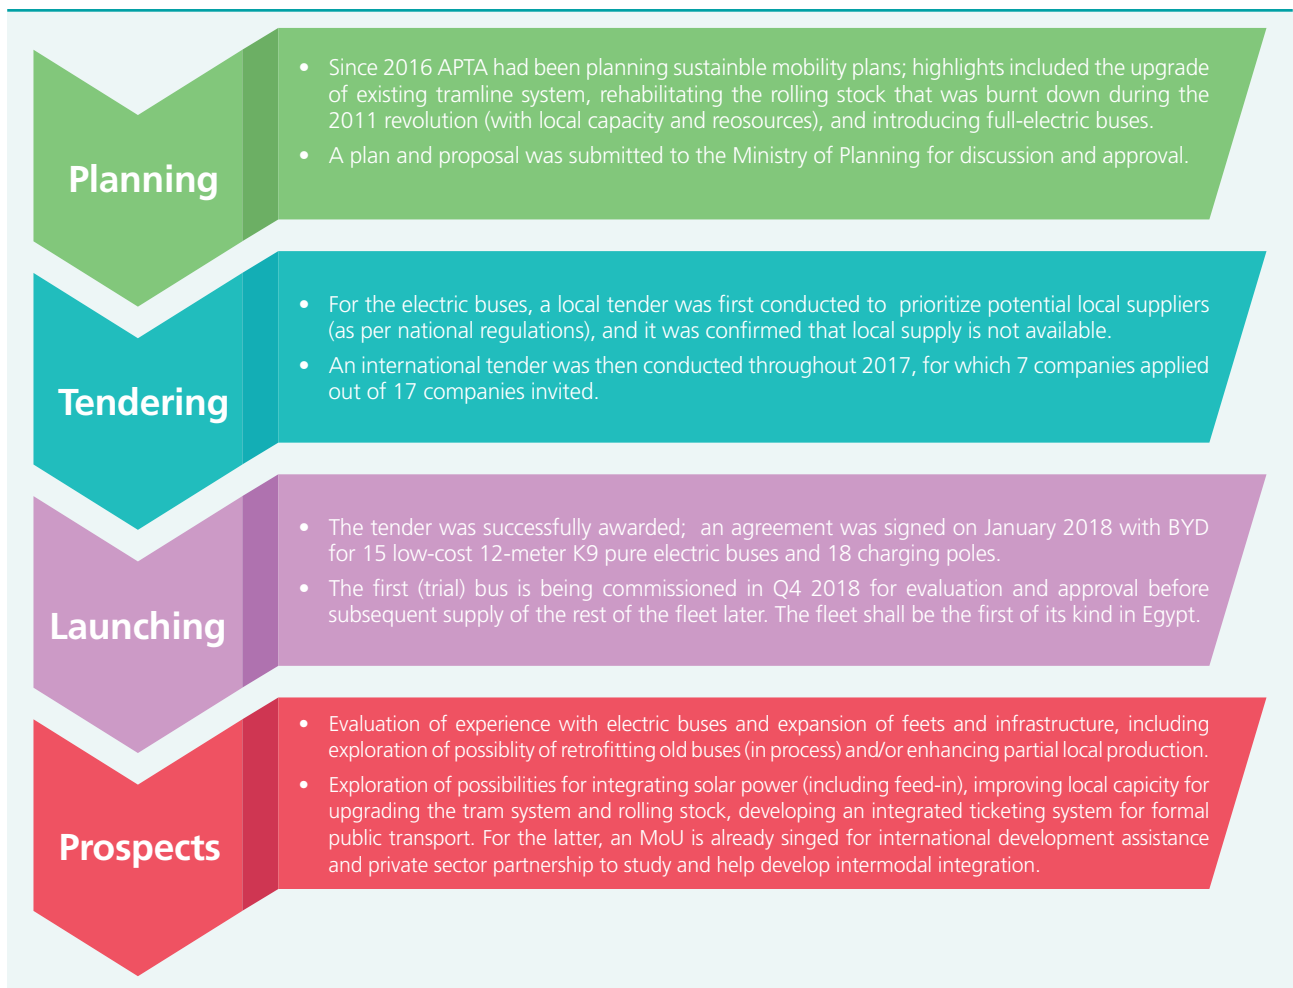 Planning
• Since 2016 APTA had been planning sustainble mobility plans; highlights included the upgrade
of existing tramline system, rehabilitating the rolling stock that was burnt down during the
2011 revolution (with local capacity and reosources), and introducing full-electric buses.
• A plan and proposal was submitted to the Ministry of Planning for discussion and approval.
Tendering
• For the electric buses, a local tender was first conducted to prioritize potential local suppliers
(as per national regulations), and it was confirmed that local supply is not available.
• An international tender was then conducted throughout 2017, for which 7 companies applied
out of 17 companies invited.
Launching
• The tender was successfully awarded; an agreement was signed on January 2018 with BYD
for 15 low-cost 12-meter K9 pure electric buses and 18 charging poles.
• The first (trial) bus is being commissioned in Q4 2018 for evaluation and approval before
subsequent supply of the rest of the fleet later. The fleet shall be the first of its kind in Egypt.
Prospects
• Evaluation of experience with electric buses and expansion of feets and infrastructure, including
exploration of possiblity of retrofitting old buses (in process) and/or enhancing partial local production.
• Exploration of possibilities for integrating solar power (including feed-in), improving local capicity for
upgrading the tram system and rolling stock, developing an integrated ticketing system for formal
public transport. For the latter, an MoU is already singed for international development assistance
and private sector partnership to study and help develop intermodal integration.